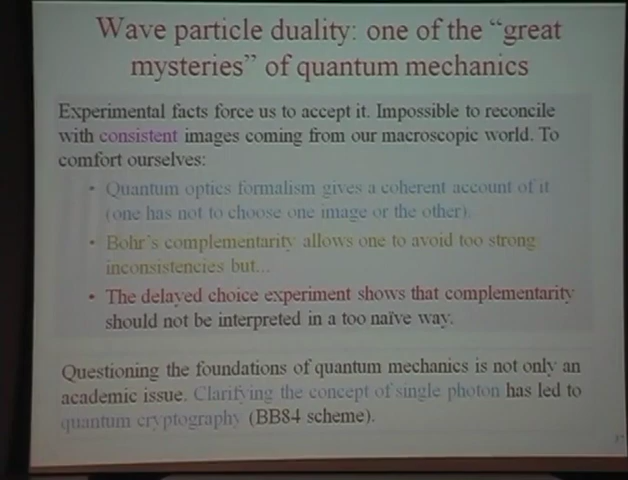 Wave particle duality: one of the “great
mysteries” of quantum mechanics
Experimental facts force us to accept it. Impossible to reconcile
with consistent images coming from our macroscopic world. To
comfort ourselves:
• Quantum optics formalism gives a coherent account of it
(one has not to choose one image or the other).
• Bohr’s complementarity allows one to avoid too strong
inconsistencies but...
• The delayed choice experiment shows that complementarity
should not be interpreted in a too naïve way.
Questioning the foundations of quantum mechanics is not only an
academic issue. Clarifying the concept of single photon has led to
quantum cryptography (BB84 scheme).